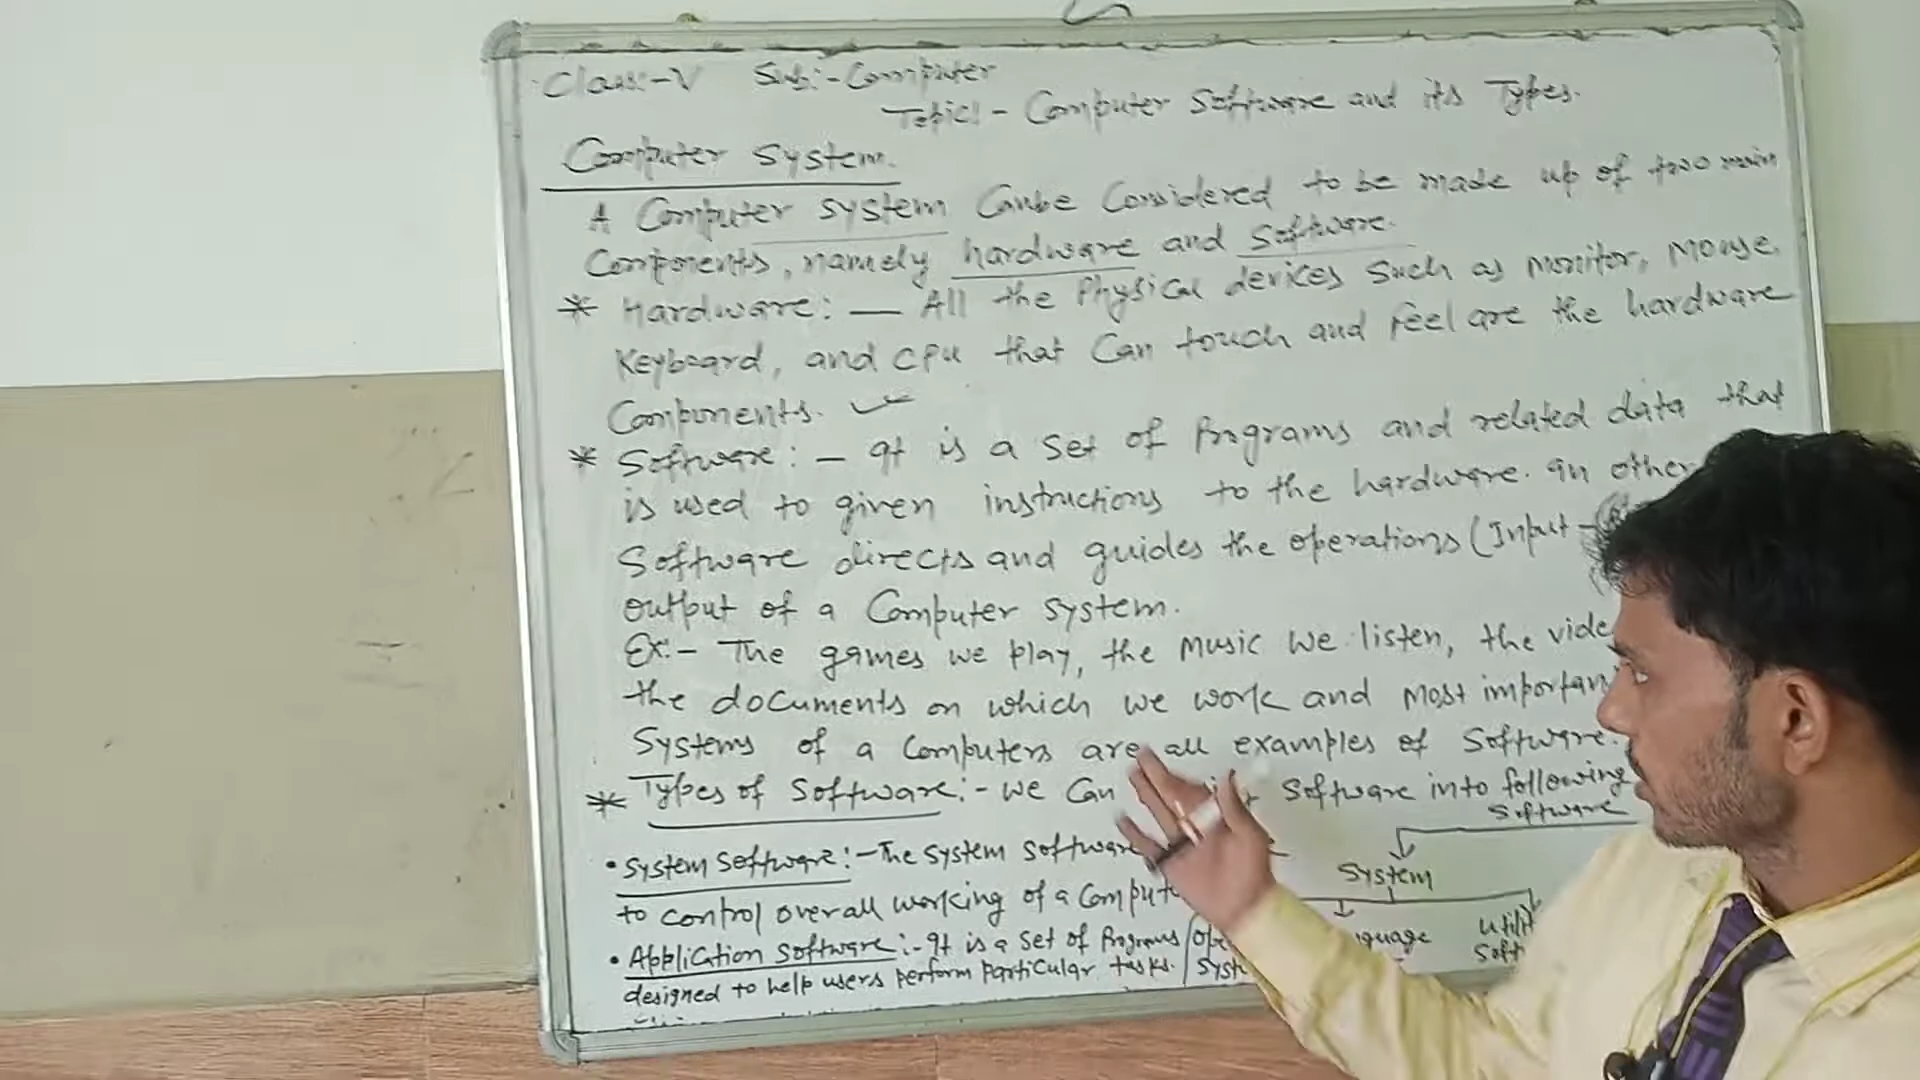 Class:-V Sub:-Computer
Topic:- Computer Software and its Types.
Computer System.
A Computer System Canbe Considered to be made up of two main
Components, namely hardware and Software.
* Hardware: — All the Physical devices such as monitor, Mouse.
Keyboard, and CPU that Can touch and feel are the hardware
Components.
* Software: — It is a set of Programs and related data that
is used to given instructions to the hardware. In other
Software directs and guides the operations (Input -
output of a Computer system.
Ex:- The games we play, the Music we listen, the
the documents on which we work and Most
Systems of a Computers are all examples of Software.
* Types of Software:- We Can Software into following
• System Software:- The System Software
to control overall working of a
• Application Software:- It is a set of Programs
designed to help users perform particular tasks.
Software
System